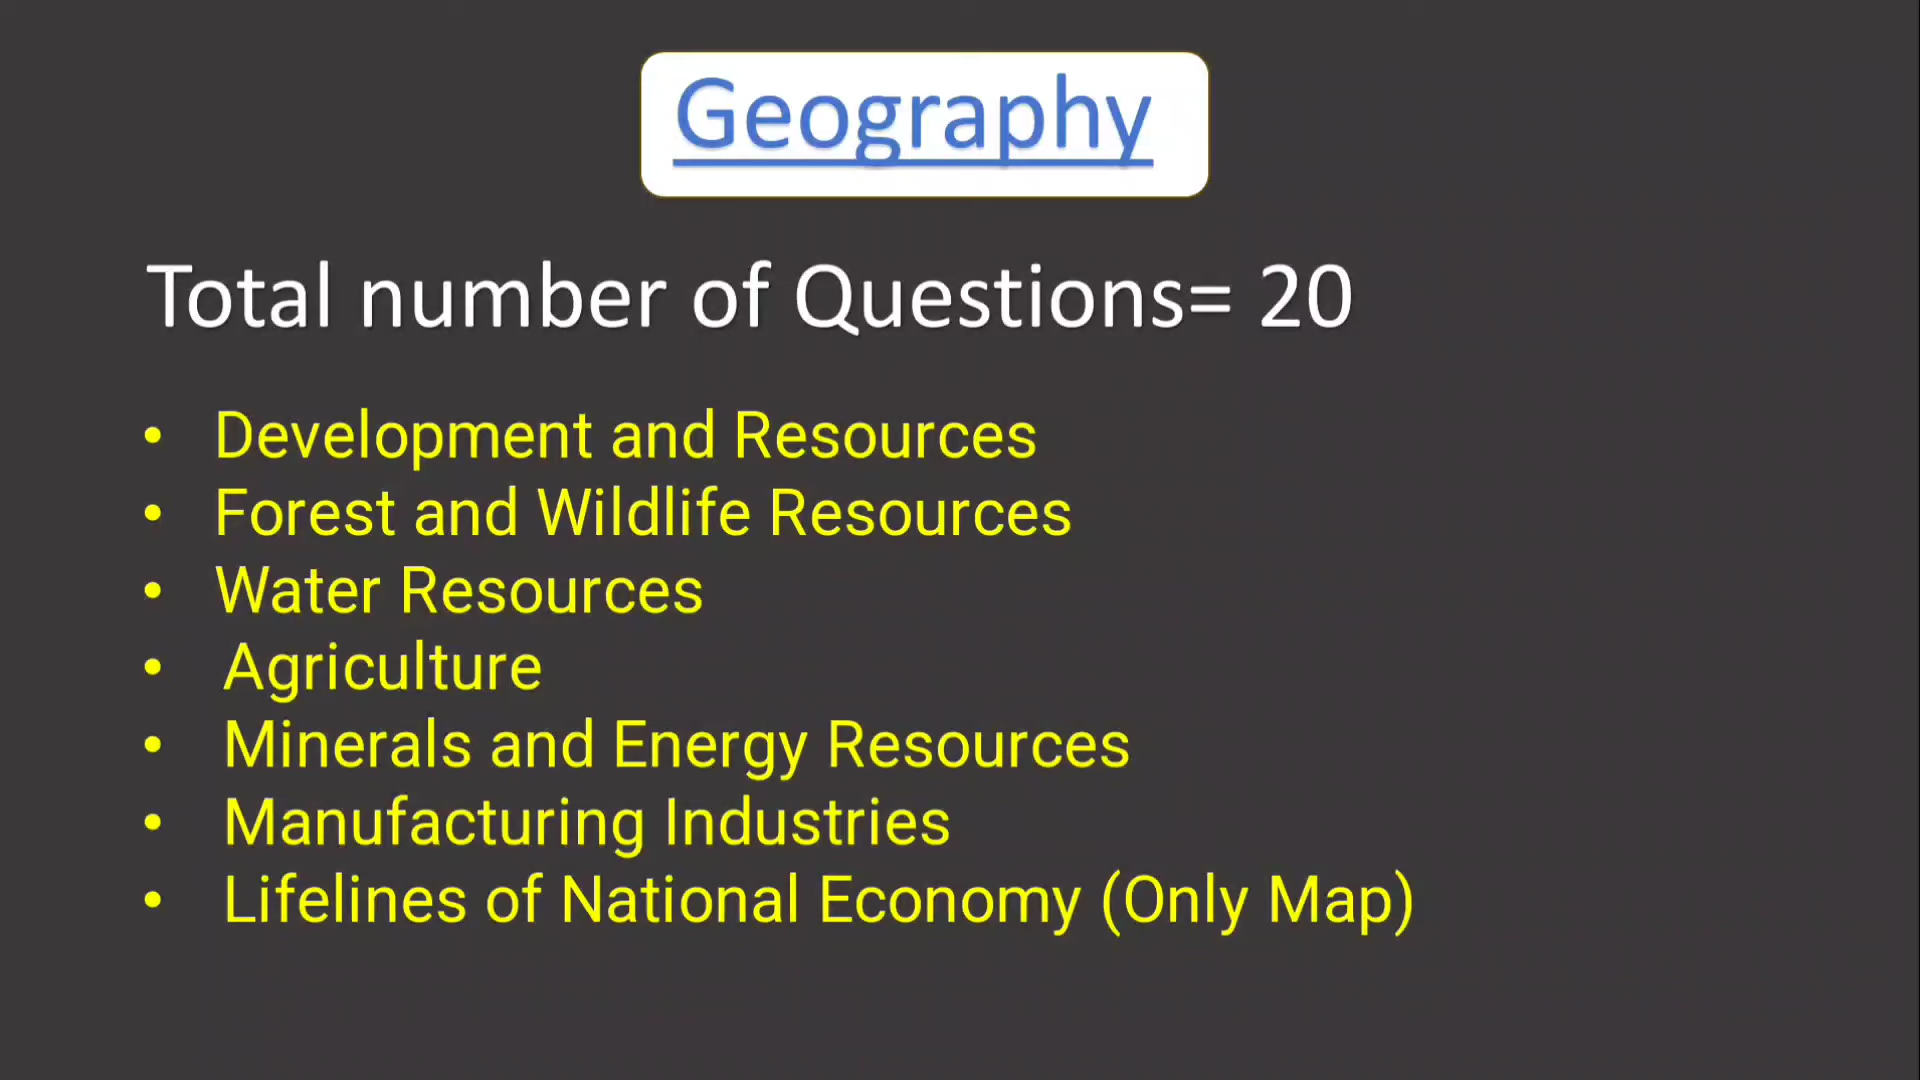 Geography
Total number of Questions= 20
• Development and Resources
• Forest and Wildlife Resources
• Water Resources
• Agriculture
• Minerals and Energy Resources
• Manufacturing Industries
• Lifelines of National Economy (Only Map)